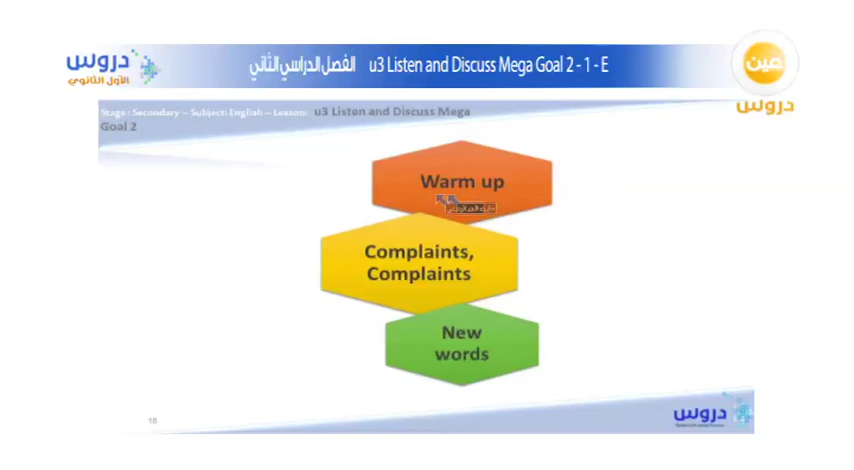 دروس
الأول الثانوي
u3 Listen and Discuss Mega Goal 2 - 1 - E الفصل الدراسي الثاني
عين
دروس
Stage : Secondary – Subject: English – Lesson: u3 Listen and Discuss Mega
Goal 2
Warm up
Complaints,
Complaints
New
words
18
دروس